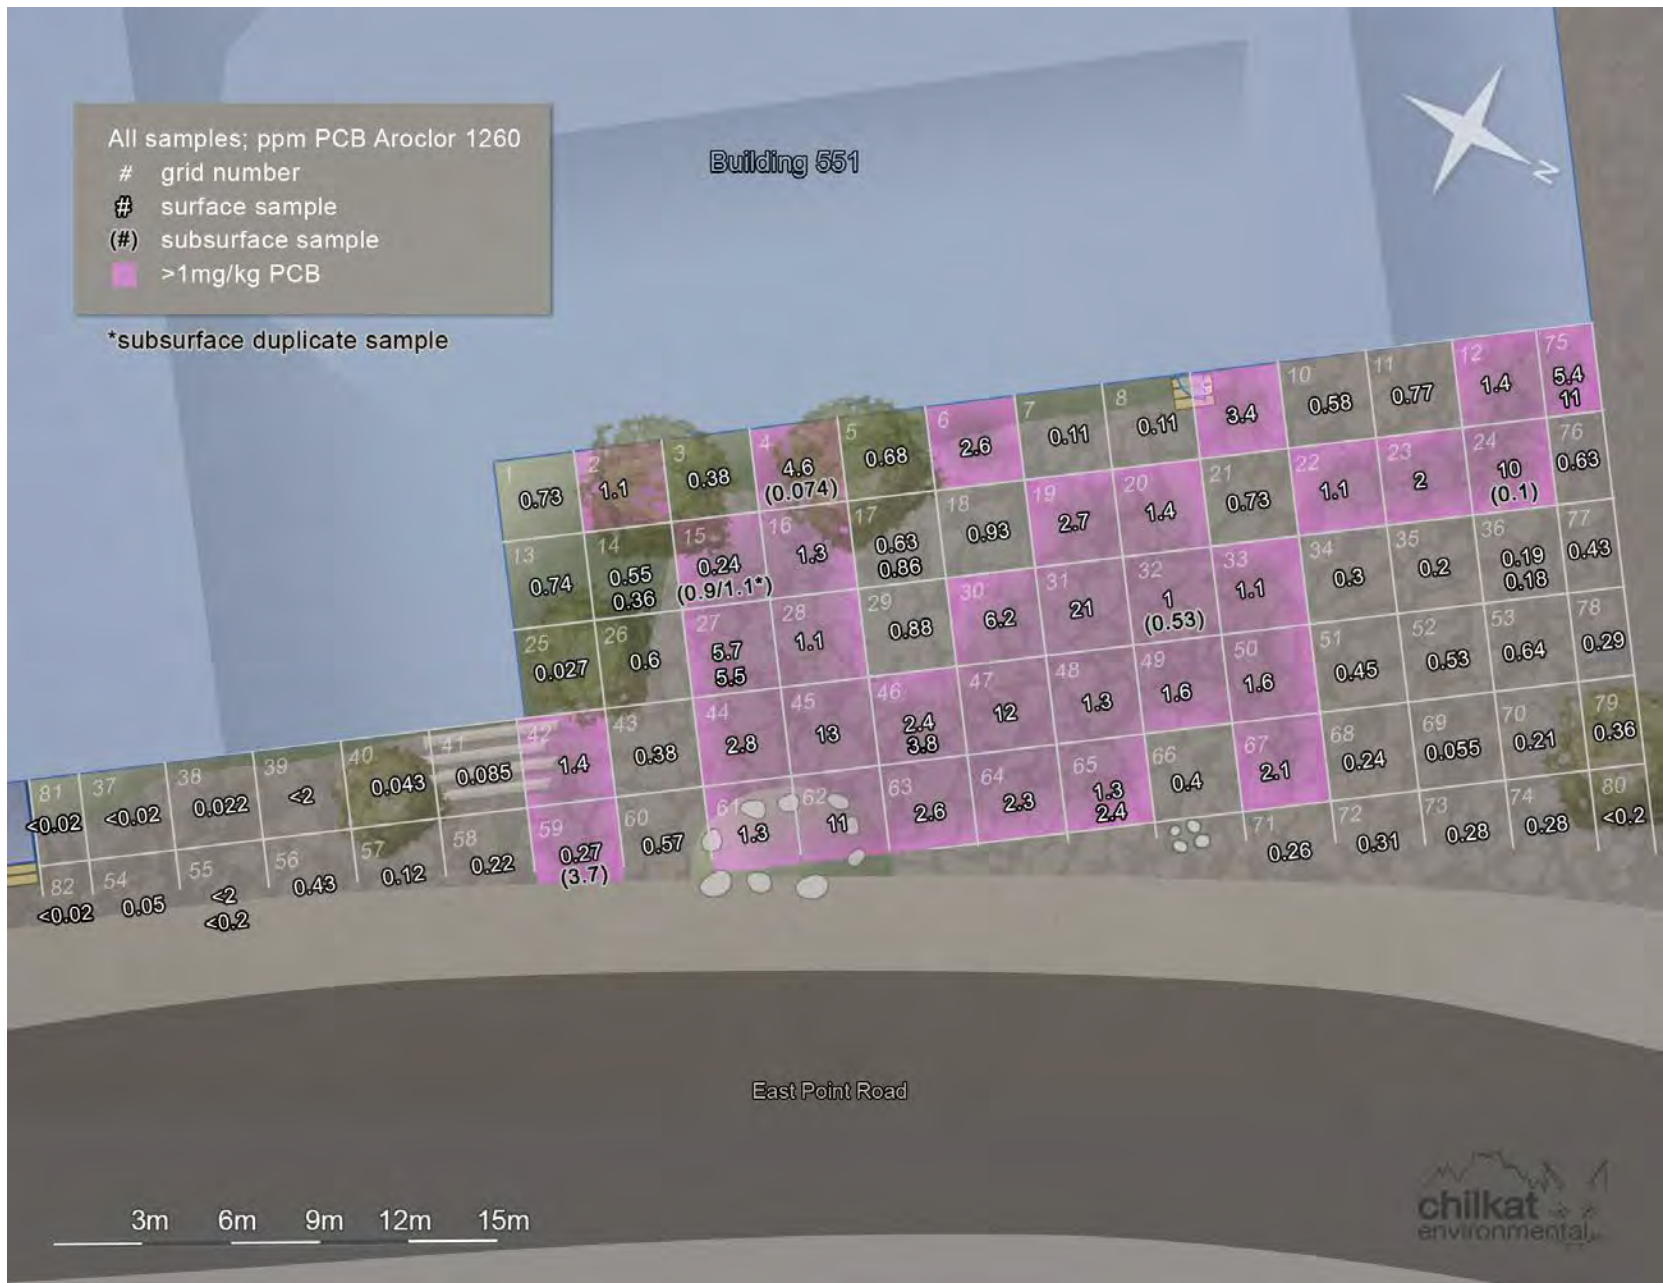 All samples; ppm PCB Aroclor 1260
# grid number
# surface sample
(#) subsurface sample
>1mg/kg PCB
*subsurface duplicate sample
Building 551
N
1 2 3 4 5 6 7 8 10 11 12 75
0.73 1.1 0.38 4.6 0.68 2.6 0.11 0.11 3.4 0.58 0.77 1.4 5.4
(0.074) 11
13 14 15 16 17 18 19 20 21 22 23 24 76
0.74 0.55 0.24 1.3 0.63 0.93 2.7 1.4 0.73 1.1 2 10 0.63
0.36 (0.9/1.1*) 0.86 (0.1)
25 26 27 28 29 30 31 32 33 34 35 36 77
0.027 0.6 5.7 1.1 0.88 6.2 21 1 1.1 0.3 0.2 0.19 0.43
5.5 (0.53) 0.18
81 37 38 39 40 41 42 43 44 45 46 47 48 49 50 51 52 53 78
<0.02 <0.02 0.022 <2 0.043 0.085 1.4 0.38 2.8 13 2.4 12 1.3 1.6 1.6 0.45 0.53 0.64 0.29
3.8
82 54 55 56 57 58 59 60 61 62 63 64 65 66 67 68 69 70 79
<0.02 0.05 <2 0.43 0.12 0.22 0.27 0.57 1.3 11 2.6 2.3 1.3 0.4 2.1 0.24 0.055 0.21 0.36
<0.2 (3.7) 2.4
71 72 73 74 80
0.26 0.31 0.28 0.28 <0.2
East Point Road
3m 6m 9m 12m 15m
chilkat
environmental